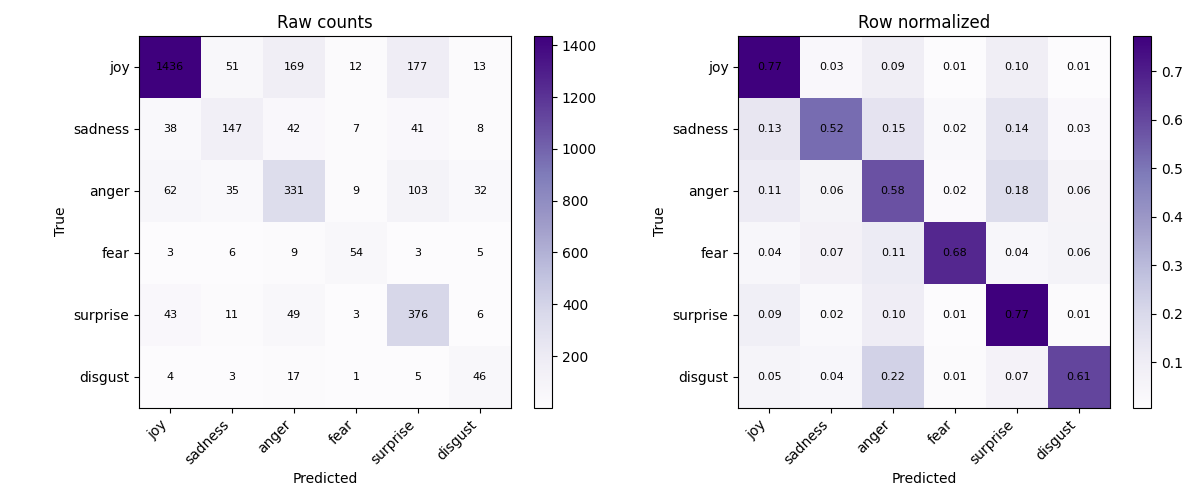 Raw counts
joy 1436 51 169 12 177 13
sadness 38 147 42 7 41 8
anger 62 35 331 9 103 32
fear 3 6 9 54 3 5
surprise 43 11 49 3 376 6
disgust 4 3 17 1 5 46
joy sadness anger fear surprise disgust
Predicted
True
1400
1200
1000
800
600
400
200
Row normalized
joy 0.77 0.03 0.09 0.01 0.10 0.01
sadness 0.13 0.52 0.15 0.02 0.14 0.03
anger 0.11 0.06 0.58 0.02 0.18 0.06
fear 0.04 0.07 0.11 0.68 0.04 0.06
surprise 0.09 0.02 0.10 0.01 0.77 0.01
disgust 0.05 0.04 0.22 0.01 0.07 0.61
joy sadness anger fear surprise disgust
Predicted
True
0.7
0.6
0.5
0.4
0.3
0.2
0.1